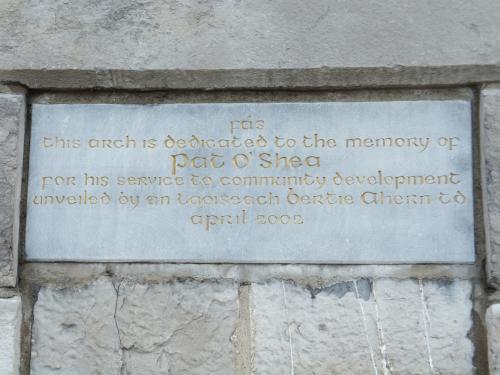 fás
this arch is dedicated to the memory of
Pat O'Shea
for his service to community development
unveiled by an taoiseach Bertie Ahern td
april 2002